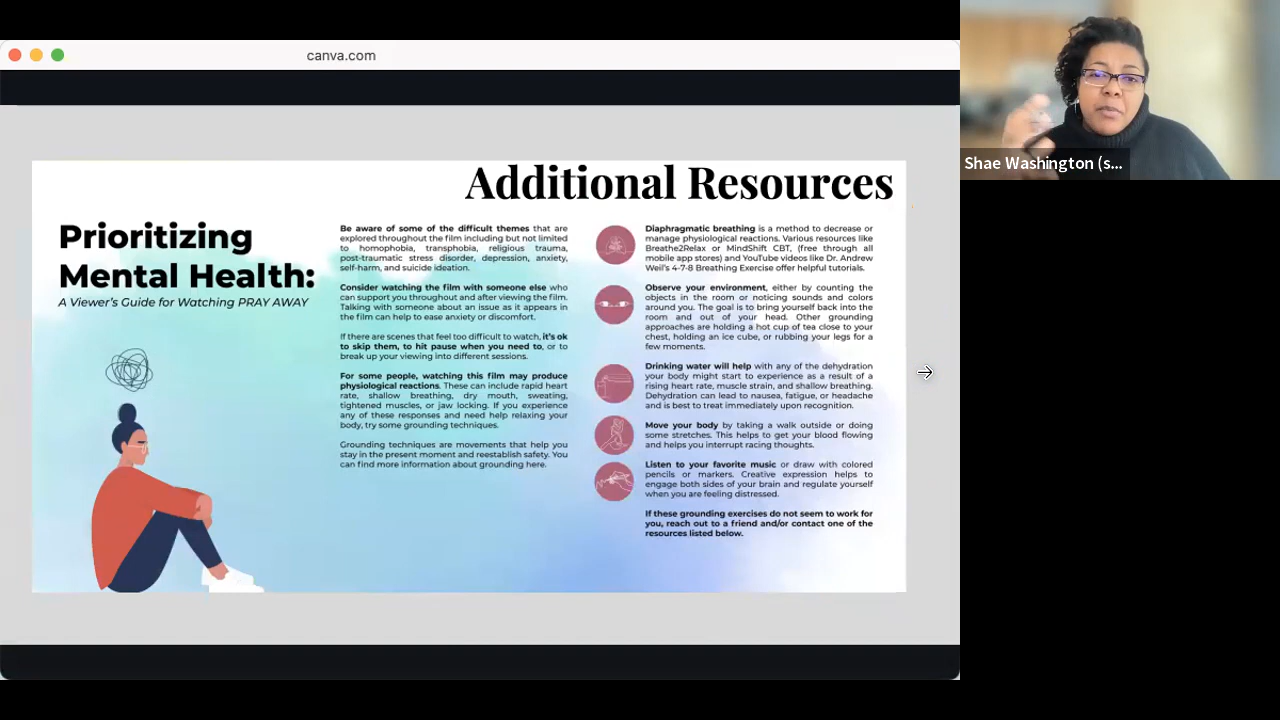 canva.com
Shae Washington (s...
Additional Resources
Prioritizing
Mental Health:
A Viewer's Guide for Watching PRAY AWAY
Be aware of some of the difficult themes that are
explored throughout the film including but not limited
to homophobia, transphobia, religious trauma,
post-traumatic stress disorder, depression, anxiety,
self-harm, and suicide ideation.
Consider watching the film with someone else who
can support you throughout and after viewing the film.
Talking with someone about an issue as it appears in
the film can help to ease anxiety or discomfort.
If there are scenes that feel too difficult to watch, it's ok
to skip them, to hit pause when you need to, or to
break up your viewing into different sessions.
For some people, watching this film may produce
physiological reactions. These can include rapid heart
rate, shallow breathing, dry mouth, sweating,
tightened muscles, or jaw locking. If you experience
any of these responses and need help relaxing your
body, try some grounding techniques.
Grounding techniques are movements that help you
stay in the present moment and reestablish safety. You
can find more information about grounding here.
Diaphragmatic breathing is a method to decrease or
manage physiological reactions. Various resources like
Breathe2Relax or MindShift CBT, (free through all
mobile app stores) and YouTube videos like Dr. Andrew
Weil's 4-7-8 Breathing Exercise offer helpful tutorials.
Observe your environment, either by counting the
objects in the room or noticing sounds and colors
around you. The goal is to bring yourself back into the
room and out of your head. Other grounding
approaches are holding a hot cup of tea close to your
chest, holding an ice cube, or rubbing your legs for a
few moments.
Drinking water will help with any of the dehydration
your body might start to experience as a result of a
rising heart rate, muscle strain, and shallow breathing.
Dehydration can lead to nausea, fatigue, or headache
and is best to treat immediately upon recognition.
Move your body by taking a walk outside or doing
some stretches. This helps to get your blood flowing
and helps you interrupt racing thoughts.
Listen to your favorite music or draw with colored
pencils or markers. Creative expression helps to
engage both sides of your brain and regulate yourself
when you are feeling distressed.
If these grounding exercises do not seem to work for
you, reach out to a friend and/or contact one of the
resources listed below.